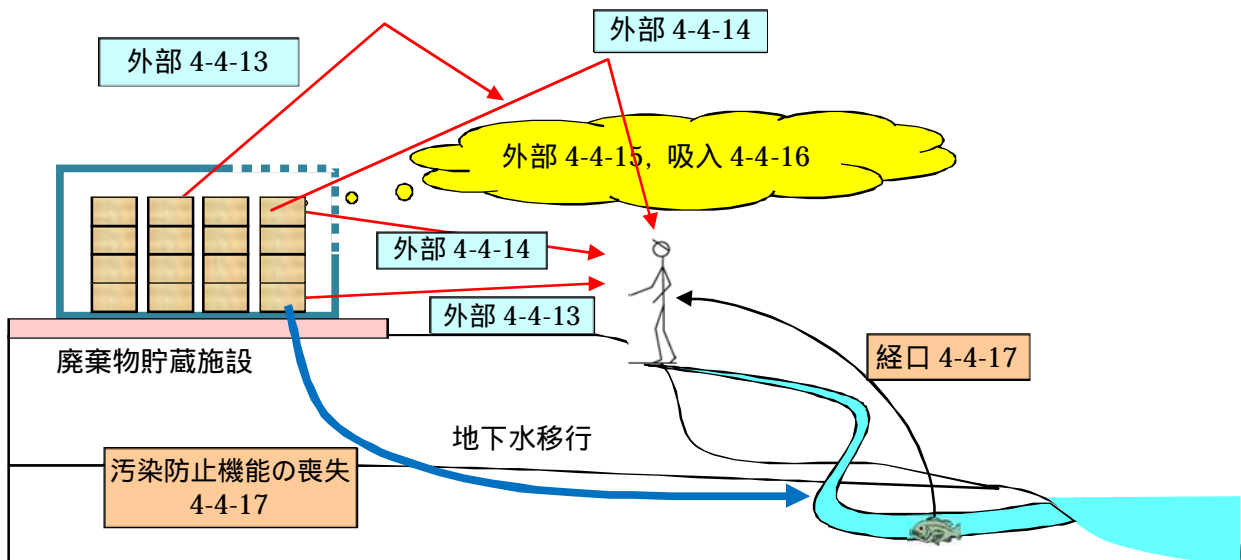 外部 4-4-13
外部 4-4-14
外部 4-4-15, 吸入 4-4-16
外部 4-4-14
外部 4-4-13
廃棄物貯蔵施設
経口 4-4-17
地下水移行
汚染防止機能の喪失
4-4-17